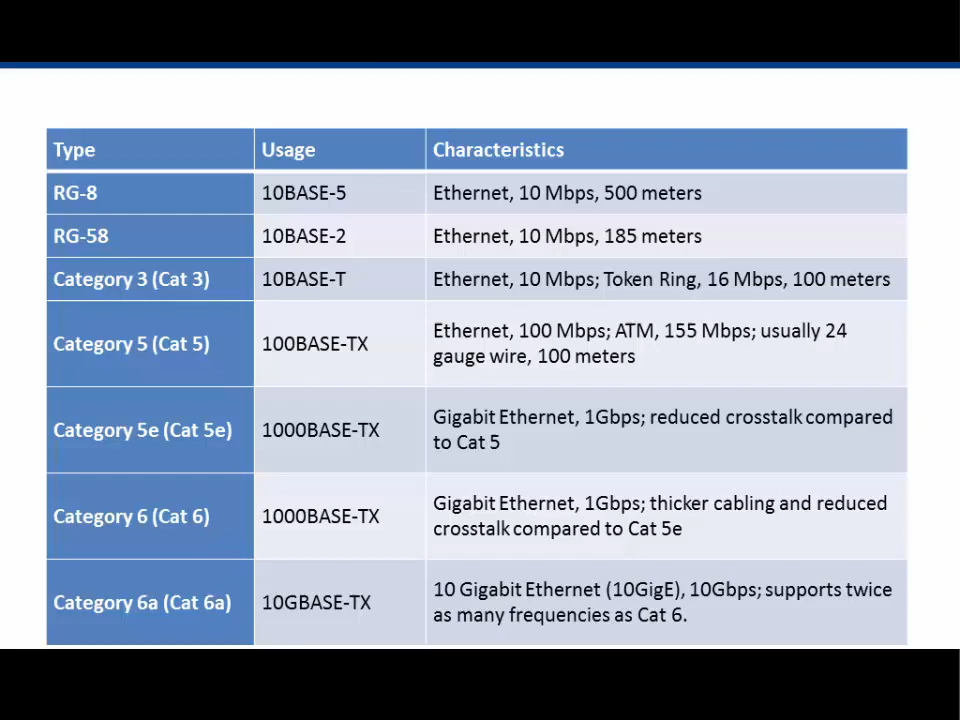 Type Usage Characteristics
RG-8 10BASE-5 Ethernet, 10 Mbps, 500 meters
RG-58 10BASE-2 Ethernet, 10 Mbps, 185 meters
Category 3 (Cat 3) 10BASE-T Ethernet, 10 Mbps; Token Ring, 16 Mbps, 100 meters
Category 5 (Cat 5) 100BASE-TX Ethernet, 100 Mbps; ATM, 155 Mbps; usually 24
gauge wire, 100 meters
Category 5e (Cat 5e) 1000BASE-TX Gigabit Ethernet, 1Gbps; reduced crosstalk compared
to Cat 5
Category 6 (Cat 6) 1000BASE-TX Gigabit Ethernet, 1Gbps; thicker cabling and reduced
crosstalk compared to Cat 5e
Category 6a (Cat 6a) 10GBASE-TX 10 Gigabit Ethernet (10GigE), 10Gbps; supports twice
as many frequencies as Cat 6.